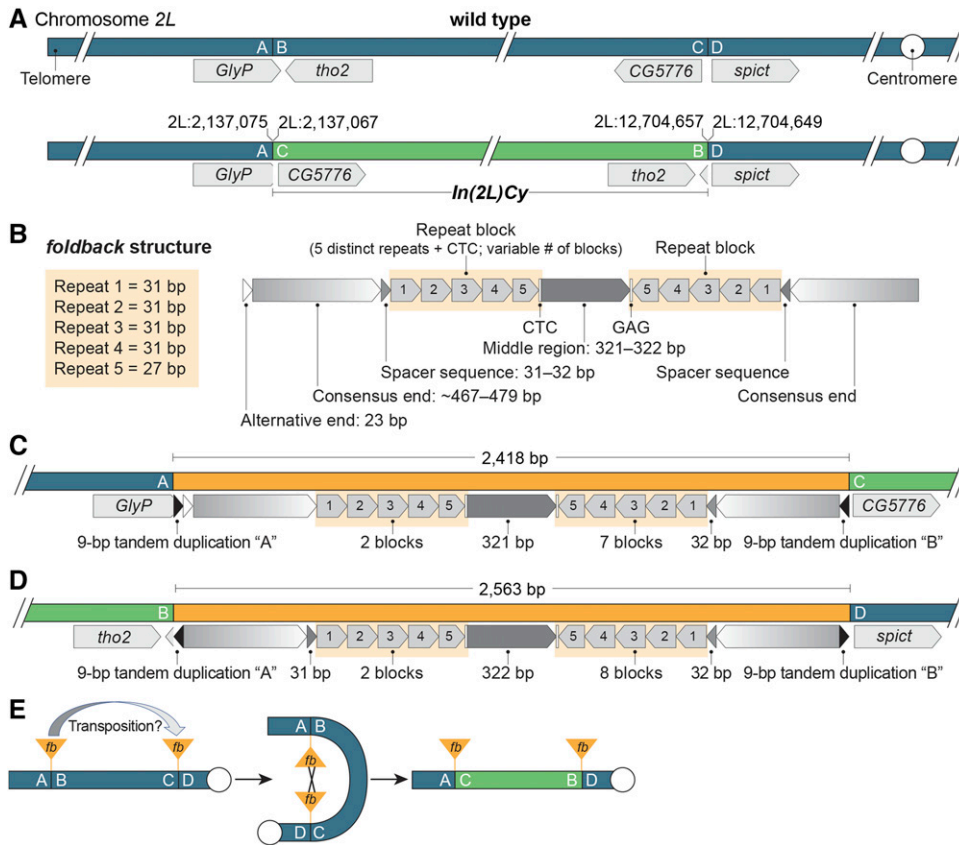 A Chromosome 2L wild type
A B C D
Telomere GlyP tho2 CG5776 spict Centromere
2L:2,137,075 2L:2,137,067 2L:12,704,657 2L:12,704,649
A C B D
GlyP CG5776 tho2 spict
In(2L)Cy
B
foldback structure
Repeat 1 = 31 bp
Repeat 2 = 31 bp
Repeat 3 = 31 bp
Repeat 4 = 31 bp
Repeat 5 = 27 bp
Repeat block
(5 distinct repeats + CTC; variable # of blocks)
Repeat block
1 2 3 4 5 5 4 3 2 1
CTC GAG
Middle region: 321–322 bp
Spacer sequence: 31–32 bp Spacer sequence
Consensus end: ~467–479 bp Consensus end
Alternative end: 23 bp
C
2,418 bp
A C
GlyP 1 2 3 4 5 5 4 3 2 1 CG5776
9-bp tandem duplication “A” 2 blocks 321 bp 7 blocks 32 bp 9-bp tandem duplication “B”
D
2,563 bp
B D
tho2 1 2 3 4 5 5 4 3 2 1 spict
9-bp tandem duplication “A” 31 bp 2 blocks 322 bp 8 blocks 32 bp 9-bp tandem duplication “B”
E
Transposition?
fb fb
A B C D
A B
fb
fb
D C
fb fb
A C B D